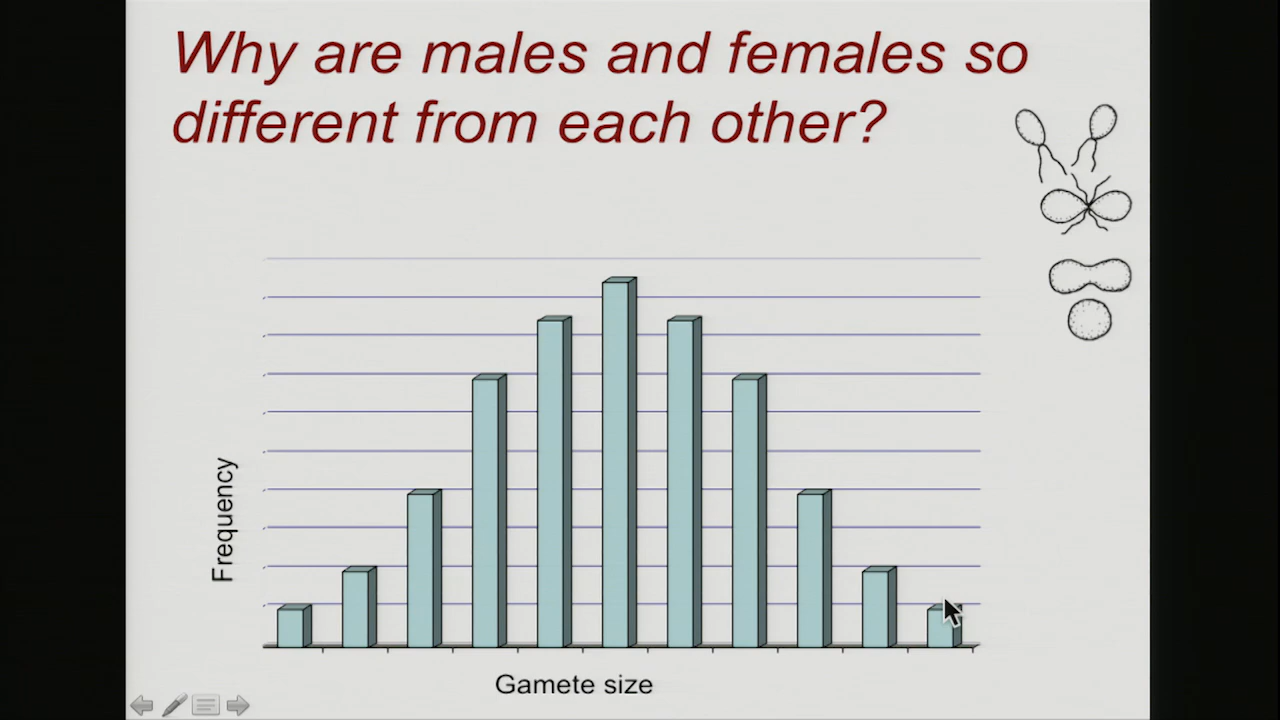 Why are males and females so
different from each other?
Frequency
Gamete size